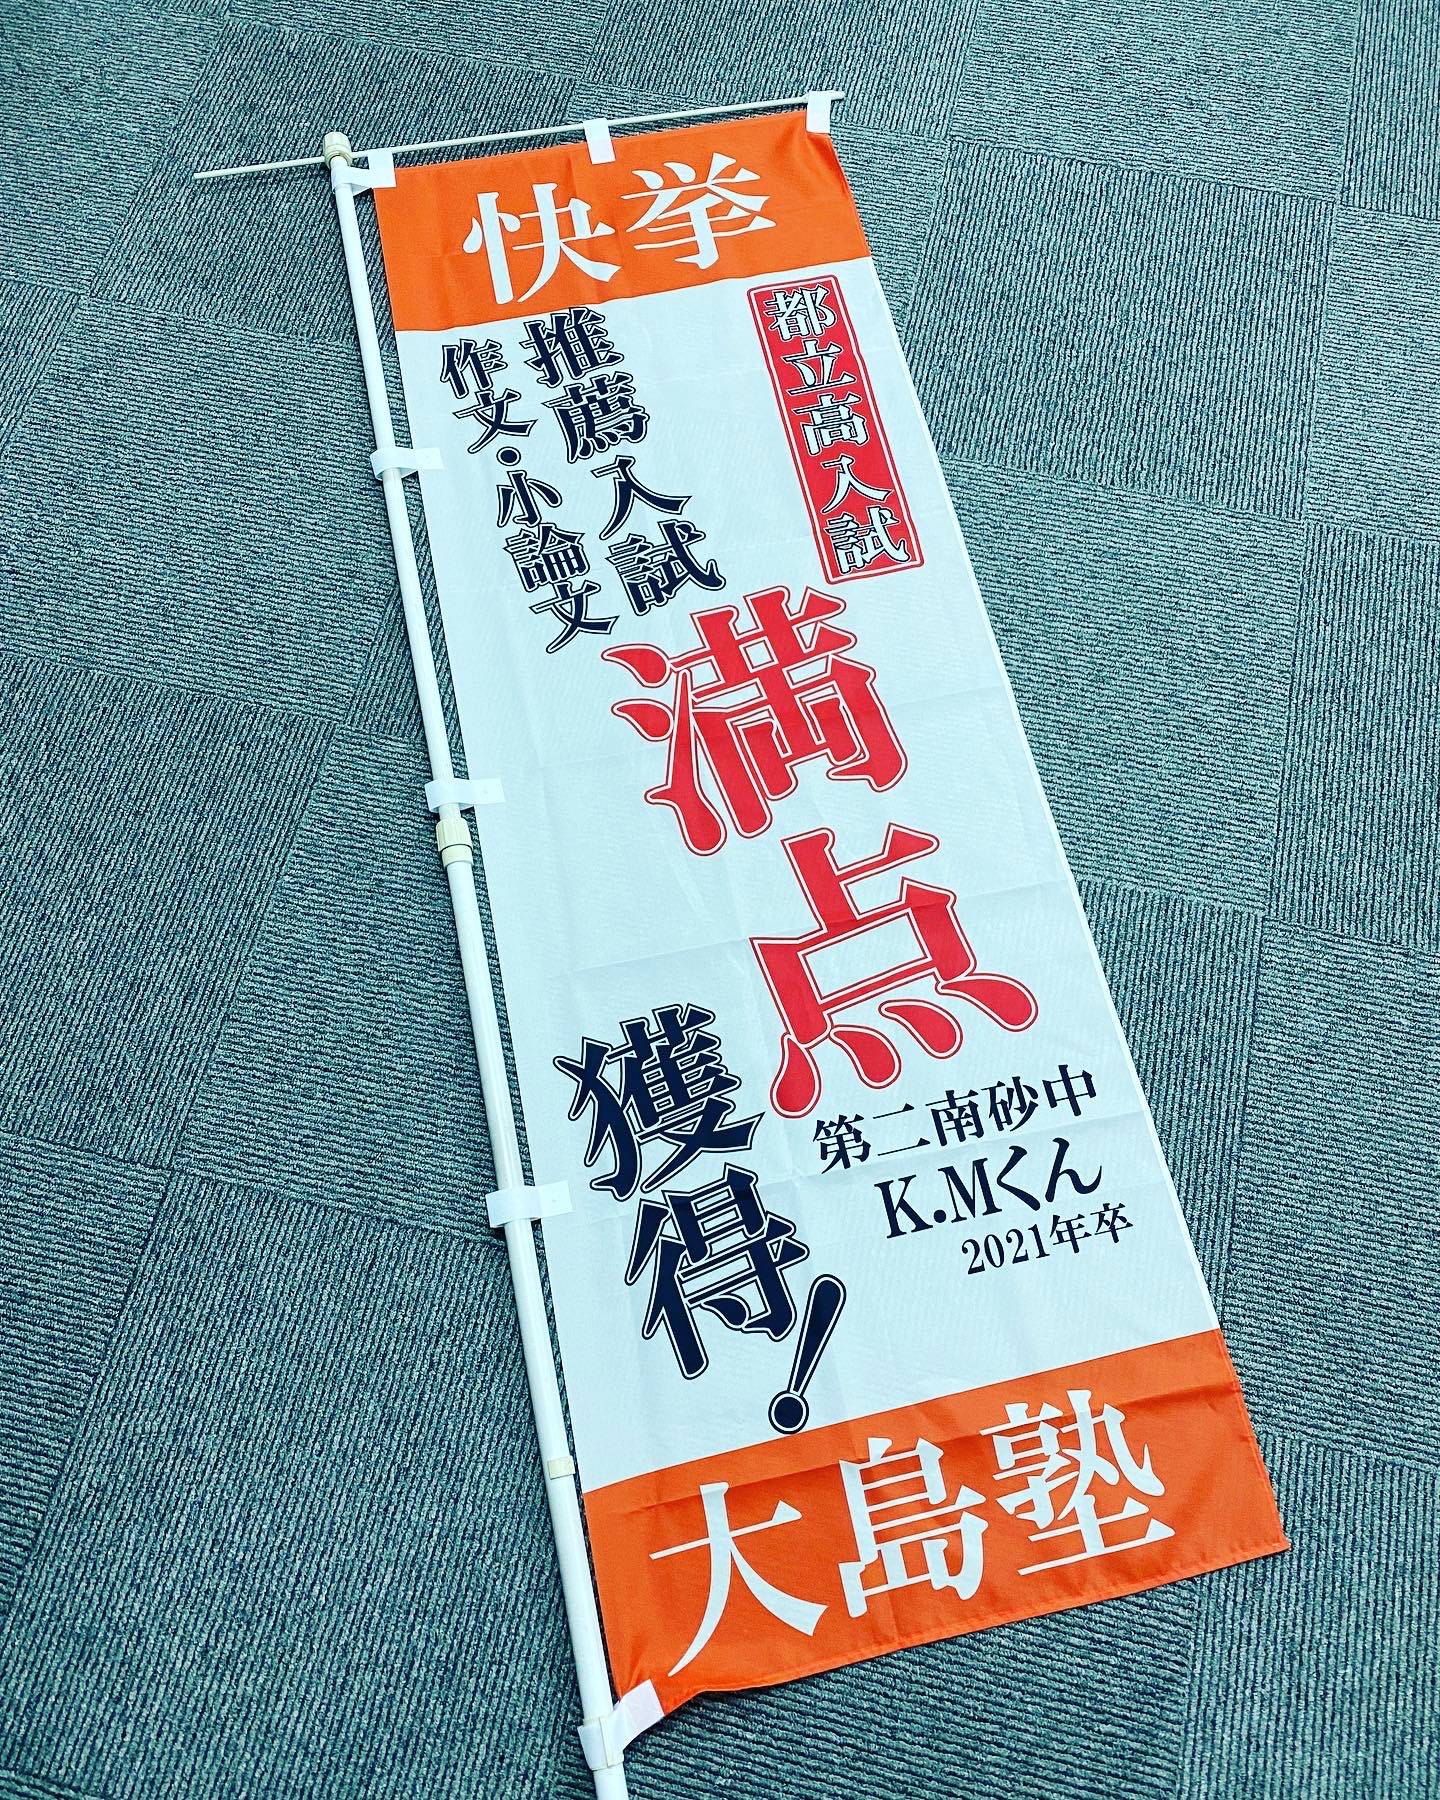 快挙
都立高入試
推薦入試
作文・小論文
満点
獲得!
第二南砂中
K.Mくん
2021年卒
大島塾